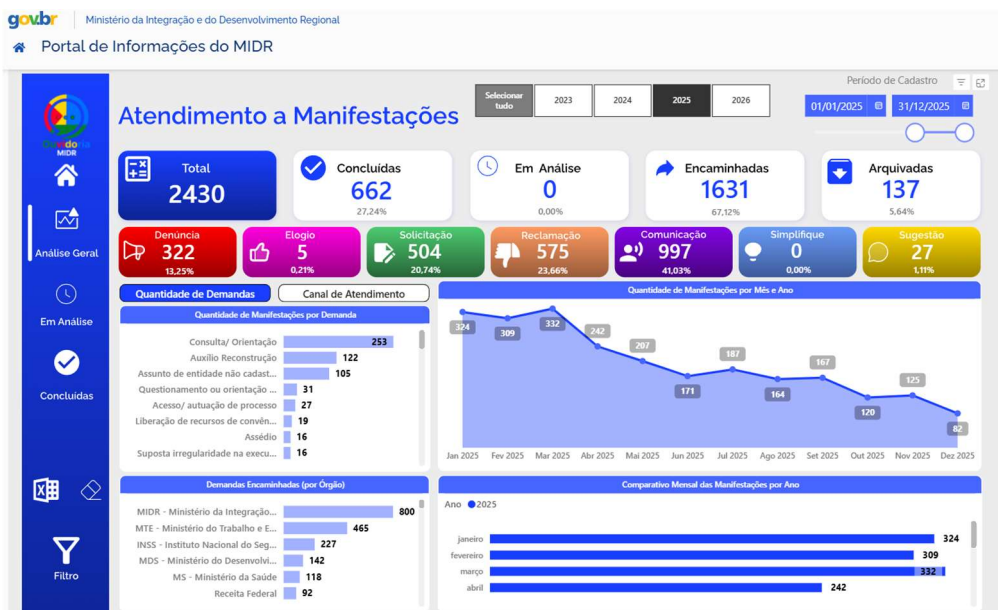 gov.br
Ministério da Integração e do Desenvolvimento Regional
Portal de Informações do MIDR
Ouvidoria
MIDR
Análise Geral
Em Análise
Concluídas
Filtro
Atendimento a Manifestações
Selecionar tudo
2023
2024
2025
2026
Período de Cadastro
01/01/2025
31/12/2025
Total
2430
Concluídas
662
27,24%
Em Análise
0
0,00%
Encaminhadas
1631
67,12%
Arquivadas
137
5,64%
Denúncia
322
13,25%
Elogio
5
0,21%
Solicitação
504
20,74%
Reclamação
575
23,66%
Comunicação
997
41,03%
Simplifique
0
0,00%
Sugestão
27
1,11%
Quantidade de Demandas
Canal de Atendimento
Quantidade de Manifestações por Demanda
Consulta/ Orientação 253
Auxílio Reconstrução 122
Assunto de entidade não cadast... 105
Questionamento ou orientação ... 31
Acesso/ autuação de processo 27
Liberação de recursos de convên... 19
Assédio 16
Suposta irregularidade na execu... 16
Quantidade de Manifestações por Mês e Ano
324
309
332
242
207
171
187
164
167
120
125
82
Jan 2025 Fev 2025 Mar 2025 Abr 2025 Mai 2025 Jun 2025 Jul 2025 Ago 2025 Set 2025 Out 2025 Nov 2025 Dez 2025
Demandas Encaminhadas (por Órgão)
MIDR - Ministério da Integração... 800
MTE - Ministério do Trabalho e E... 465
INSS - Instituto Nacional do Seg... 227
MDS - Ministério do Desenvolvi... 142
MS - Ministério da Saúde 118
Receita Federal 92
Comparativo Mensal das Manifestações por Ano
Ano 2025
janeiro 324
fevereiro 309
março 332
abril 242